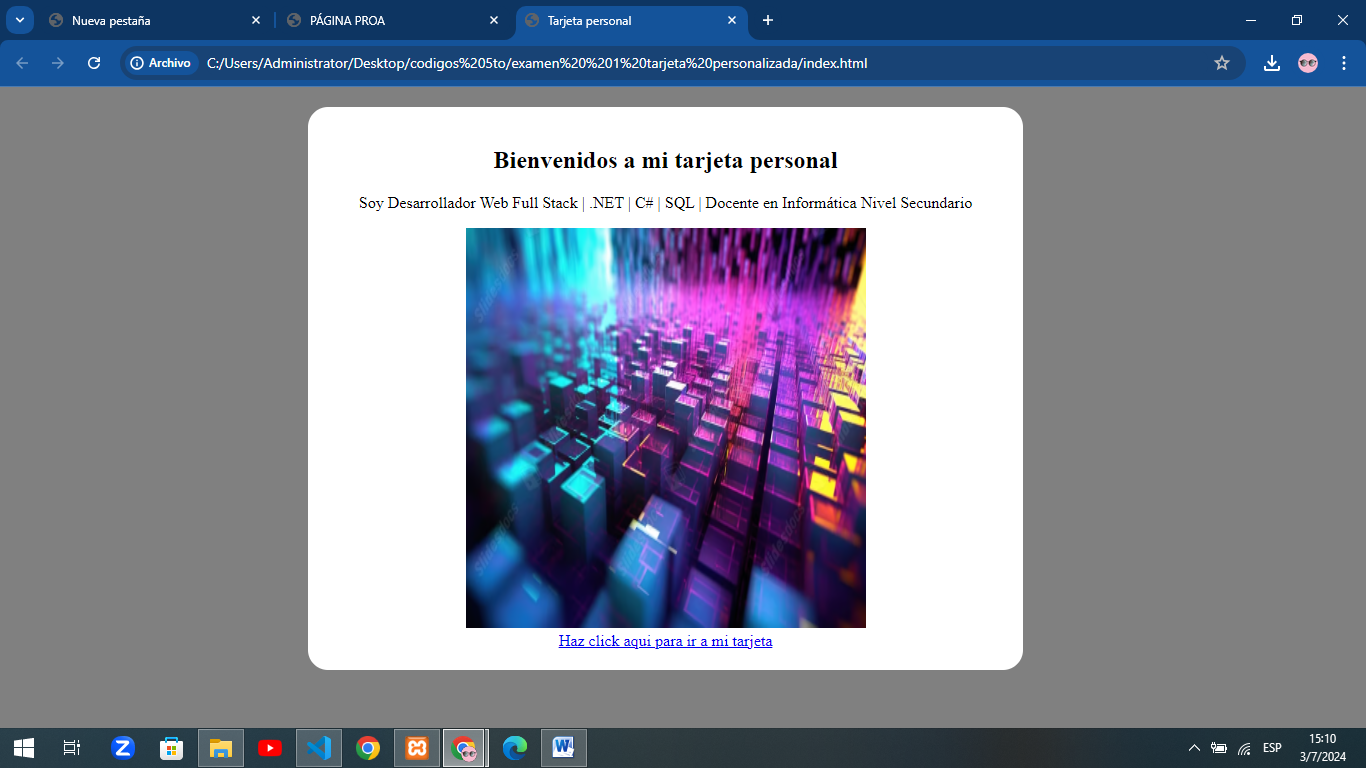 Nueva pestaña
PÁGINA PROA
Tarjeta personal
Archivo
C:/Users/Administrator/Desktop/codigos%205to/examen%20%201%20tarjeta%20personalizada/index.html
Bienvenidos a mi tarjeta personal
Soy Desarrollador Web Full Stack | .NET | C# | SQL | Docente en Informática Nivel Secundario
Haz click aqui para ir a mi tarjeta
ESP
15:10
3/7/2024